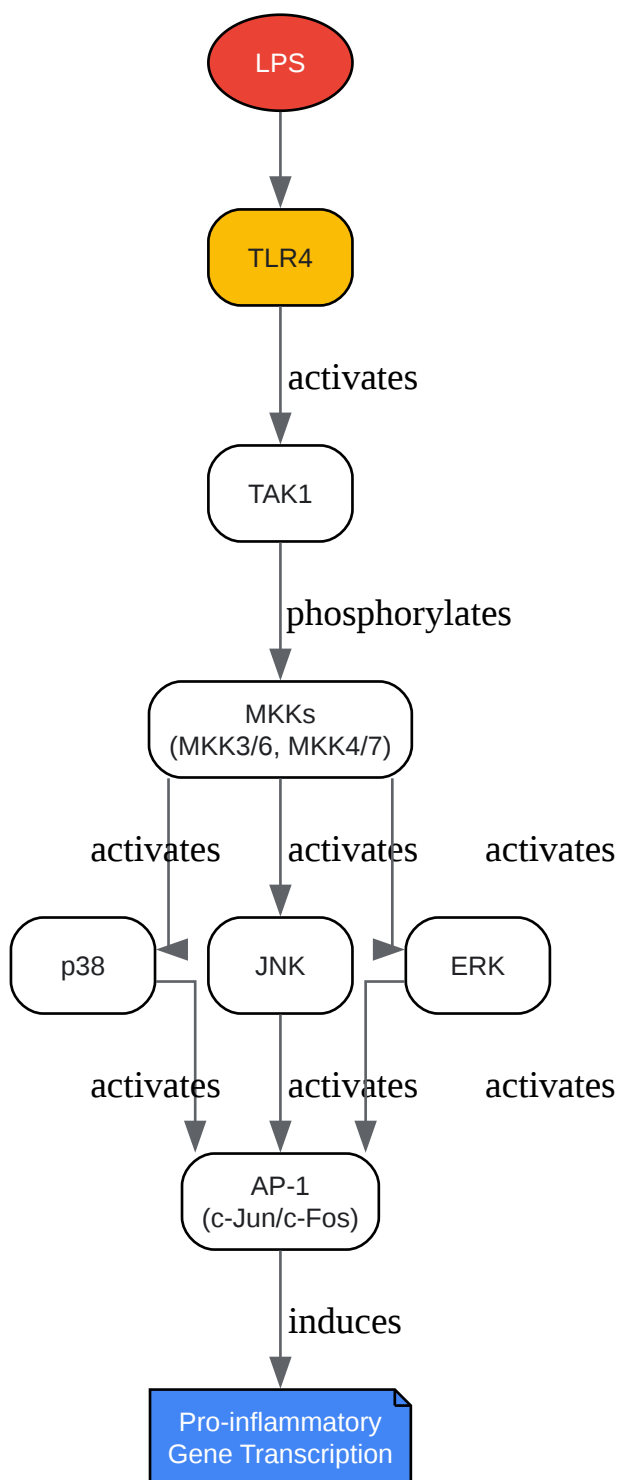 LPS
TLR4
activates
TAK1
phosphorylates
MKKs
(MKK3/6, MKK4/7)
activates
activates
activates
p38
JNK
ERK
activates
activates
activates
AP-1
(c-Jun/c-Fos)
induces
Pro-inflammatory
Gene Transcription